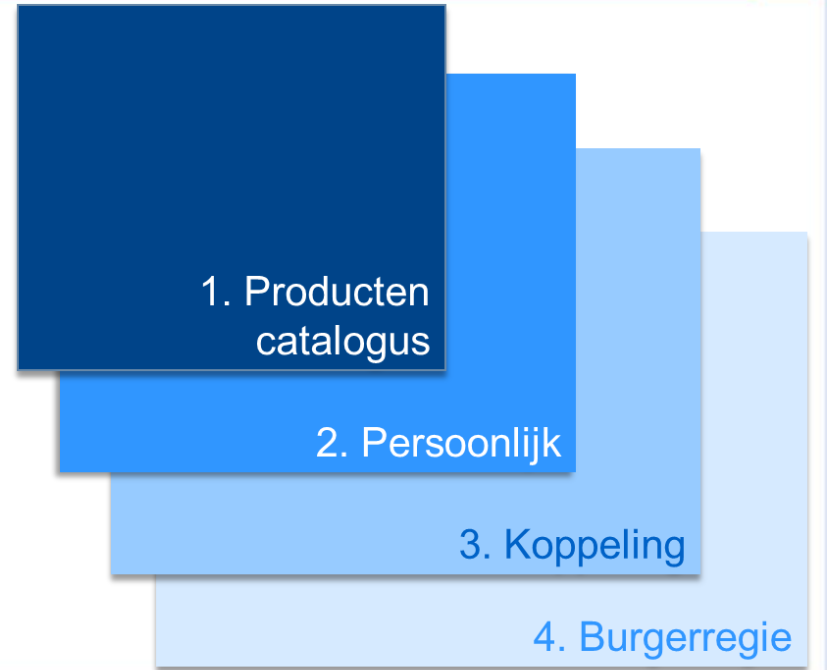 1. Producten
catalogus
2. Persoonlijk
3. Koppeling
4. Burgerregie